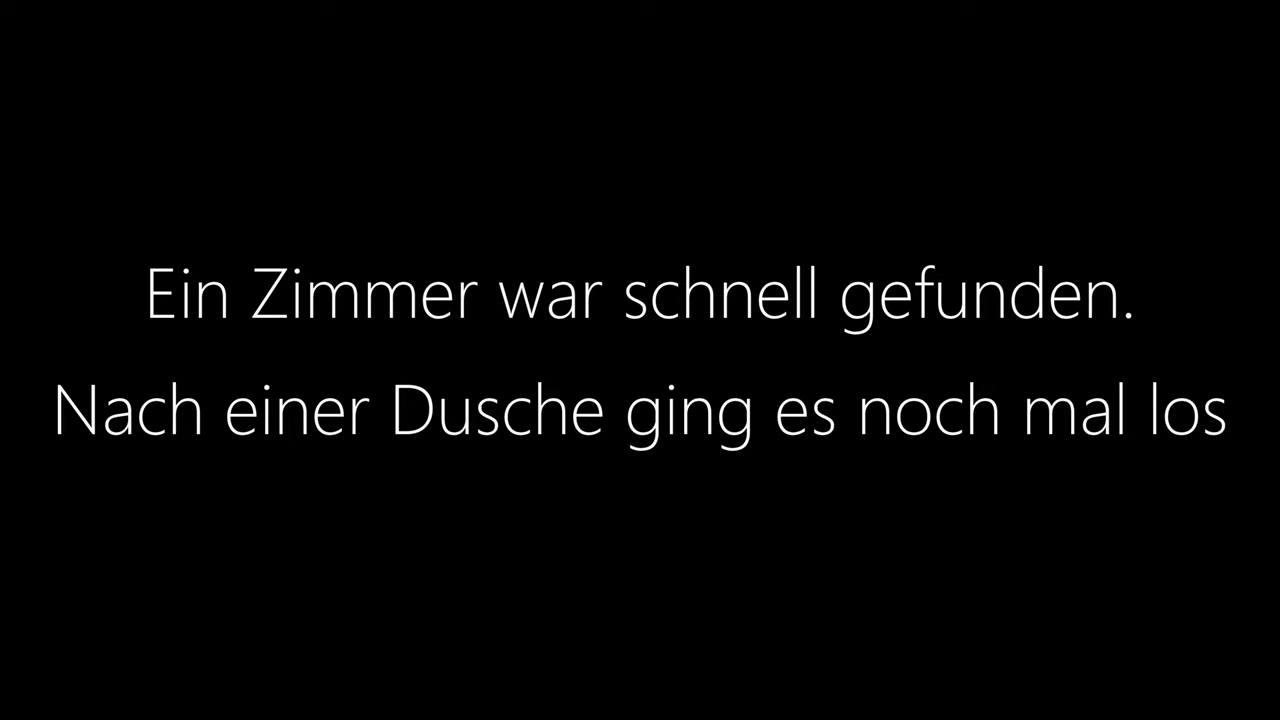 Ein Zimmer war schnell gefunden.
Nach einer Dusche ging es noch mal los